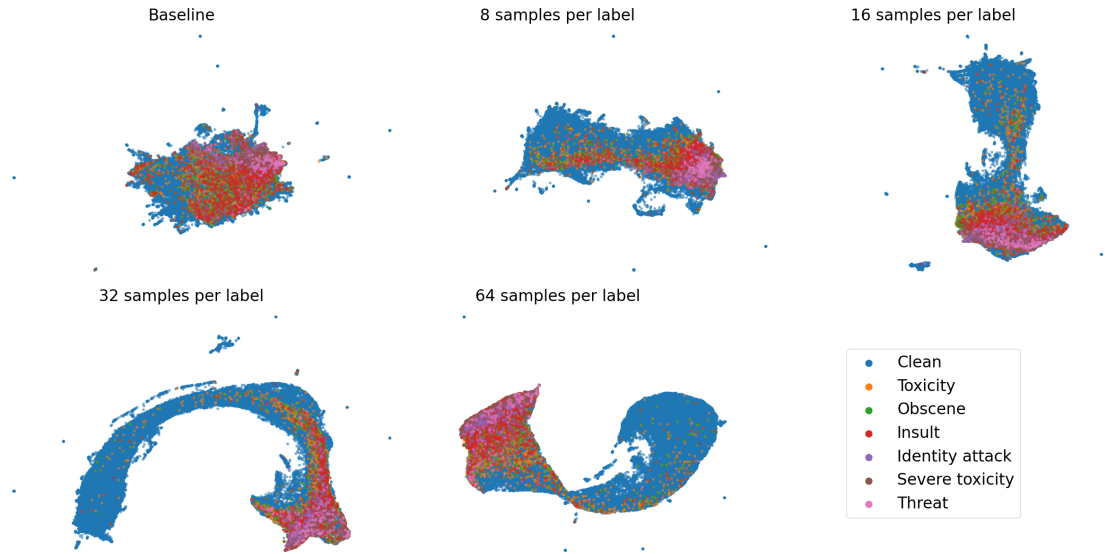 Baseline
8 samples per label
16 samples per label
32 samples per label
64 samples per label
Clean
Toxicity
Obscene
Insult
Identity attack
Severe toxicity
Threat